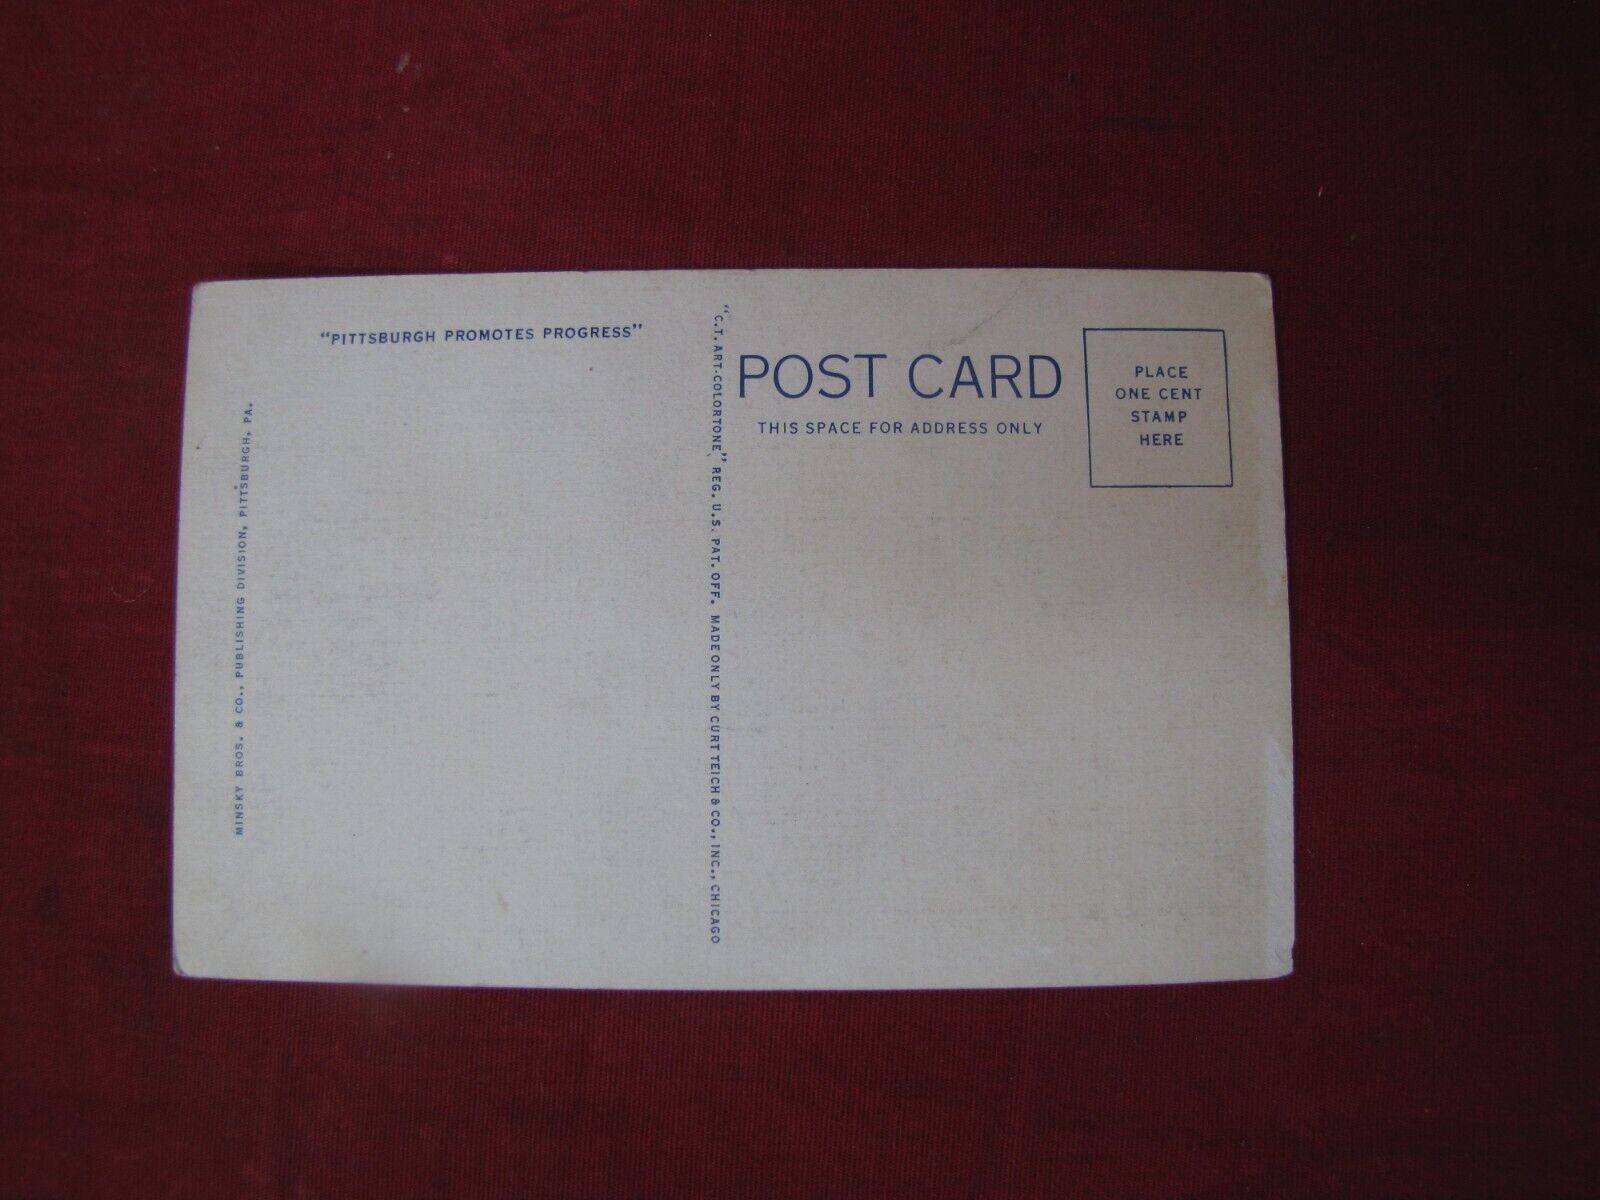 "PITTSBURGH PROMOTES PROGRESS"
MINSKY BROS. & CO., PUBLISHING DIVISION, PITTSBURGH, PA.
"C.T. ART-COLORTONE," REG. U.S. PAT. OFF. MADE ONLY BY CURT TEICH & CO., INC., CHICAGO
POST CARD
THIS SPACE FOR ADDRESS ONLY
PLACE
ONE CENT
STAMP
HERE